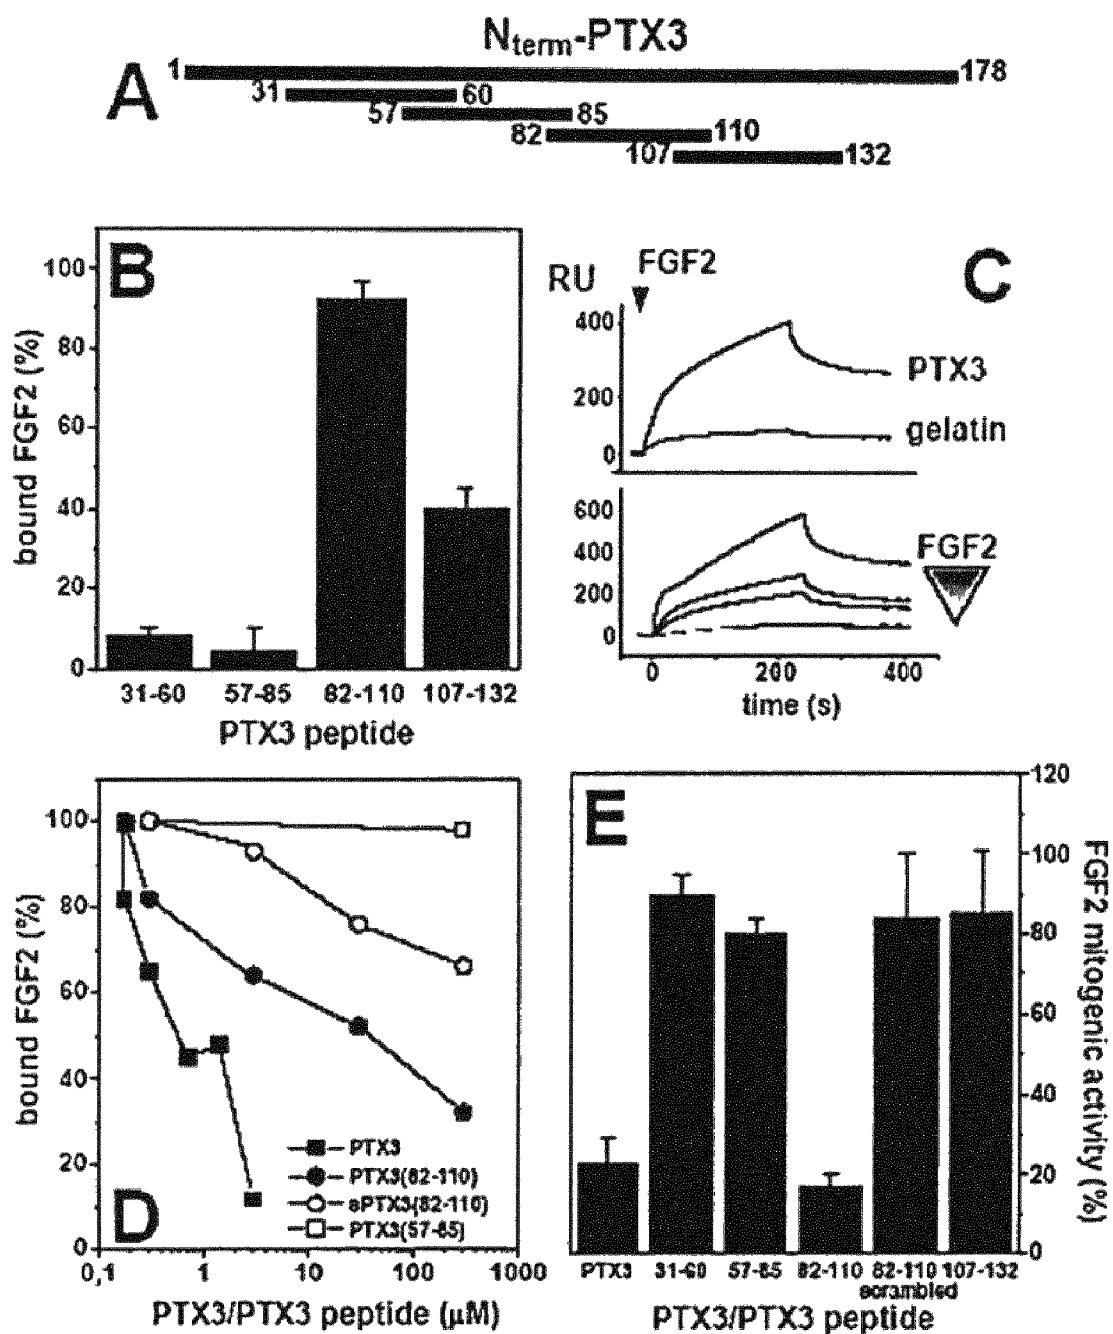 N_term-PTX3
A
1 178
31 60
57 85
82 110
107 132
B
bound FGF2 (%)
100
80
60
40
20
0
31-60 57-85 82-110 107-132
PTX3 peptide
C
RU FGF2
400
200
0
PTX3
gelatin
600
400
200
0
FGF2
0 200 400
time (s)
D
bound FGF2 (%)
100
80
60
40
20
0
PTX3
PTX3(82-110)
sPTX3(82-110)
PTX3(57-85)
0,1 1 10 100 1000
PTX3/PTX3 peptide (µM)
E
120
100
80
60
40
20
0
FGF2 mitogenic activity (%)
PTX3 31-60 57-85 82-110 82-110 107-132
scrambled
PTX3/PTX3 peptide